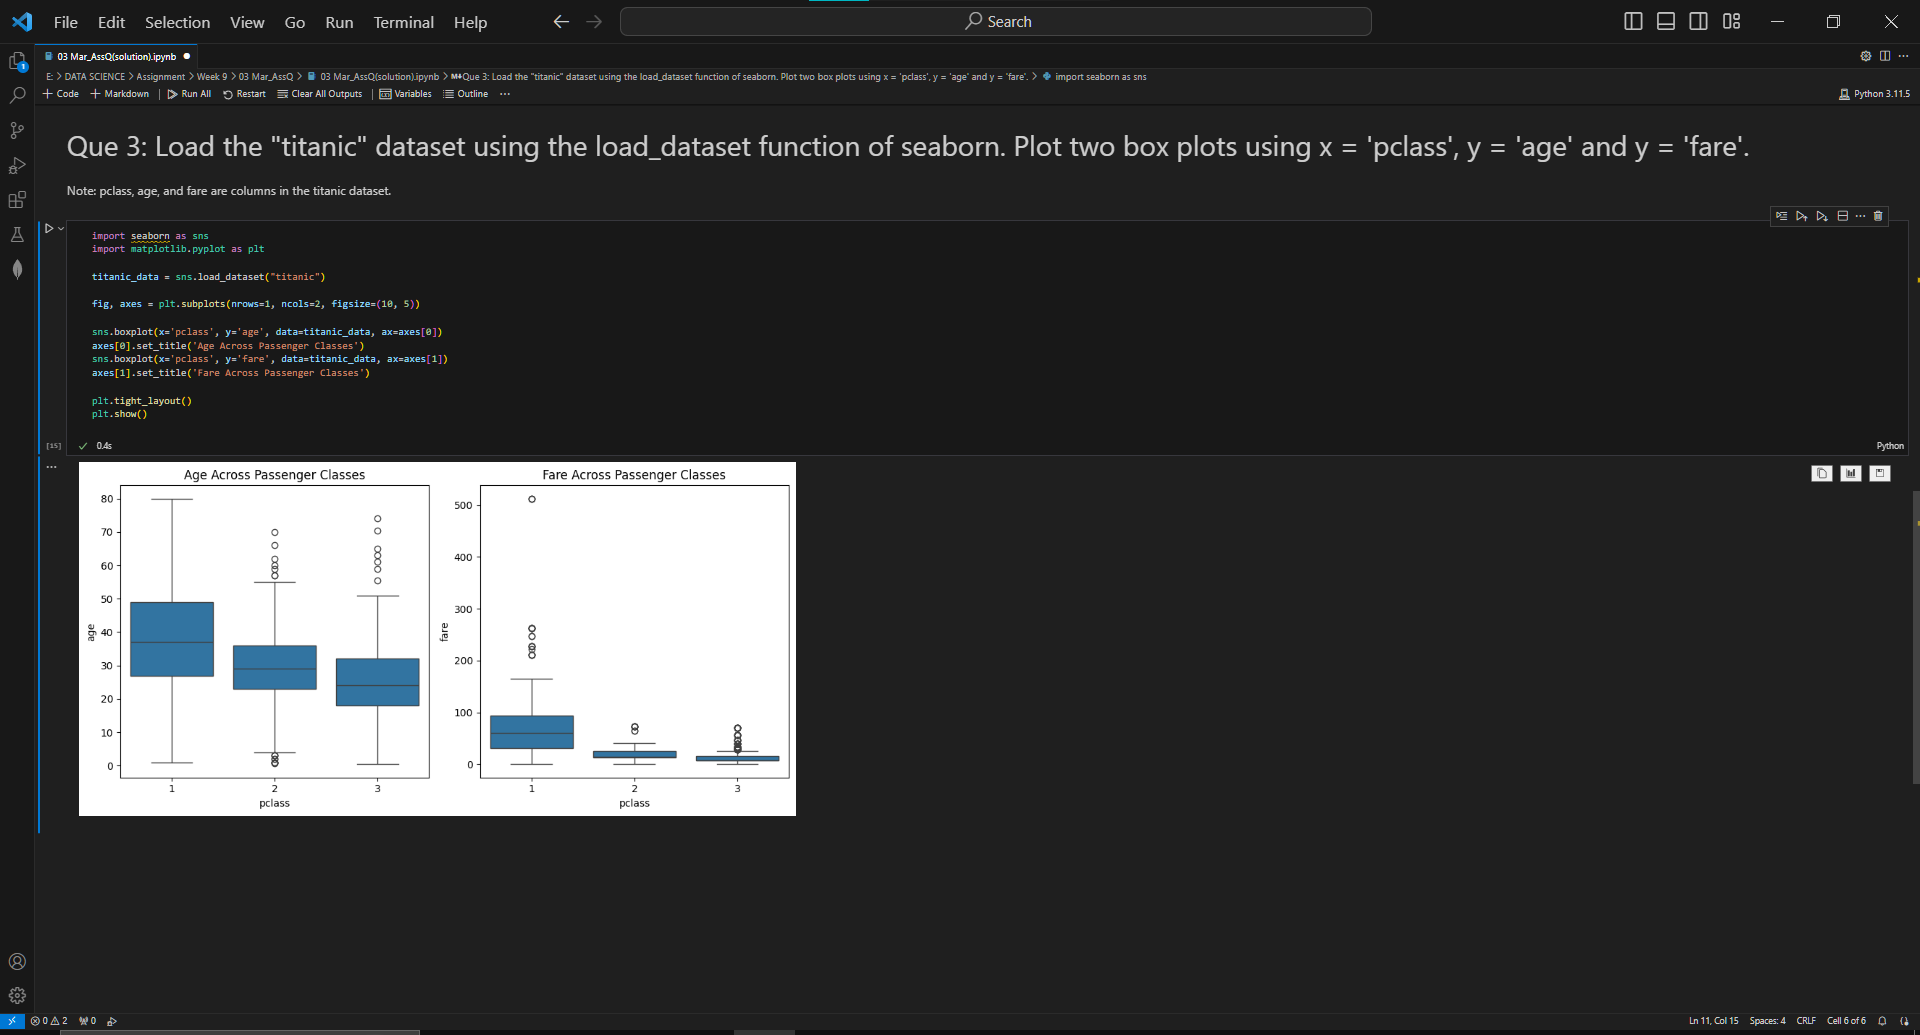 File Edit Selection View Go Run Terminal Help
Search
03 Mar_AssQ(solution).ipynb
E: > DATA SCIENCE > Assignment > Week 9 > 03 Mar_AssQ > 03 Mar_AssQ(solution).ipynb > M↓Que 3: Load the "titanic" dataset using the load_dataset function of seaborn. Plot two box plots using x = 'pclass', y = 'age' and y = 'fare'. > import seaborn as sns
+ Code + Markdown | Run All Restart Clear All Outputs | Variables Outline ...
Python 3.11.5
Que 3: Load the "titanic" dataset using the load_dataset function of seaborn. Plot two box plots using x = 'pclass', y = 'age' and y = 'fare'.
Note: pclass, age, and fare are columns in the titanic dataset.
import seaborn as sns
import matplotlib.pyplot as plt
titanic_data = sns.load_dataset("titanic")
fig, axes = plt.subplots(nrows=1, ncols=2, figsize=(10, 5))
sns.boxplot(x='pclass', y='age', data=titanic_data, ax=axes[0])
axes[0].set_title('Age Across Passenger Classes')
sns.boxplot(x='pclass', y='fare', data=titanic_data, ax=axes[1])
axes[1].set_title('Fare Across Passenger Classes')
plt.tight_layout()
plt.show()
[15] 0.4s
Python
Age Across Passenger Classes
80
70
60
50
40
30
20
10
0
age
1 2 3
pclass
Fare Across Passenger Classes
500
400
300
200
100
0
fare
1 2 3
pclass
0 2 0
Ln 11, Col 15 Spaces: 4 CRLF Cell 6 of 6